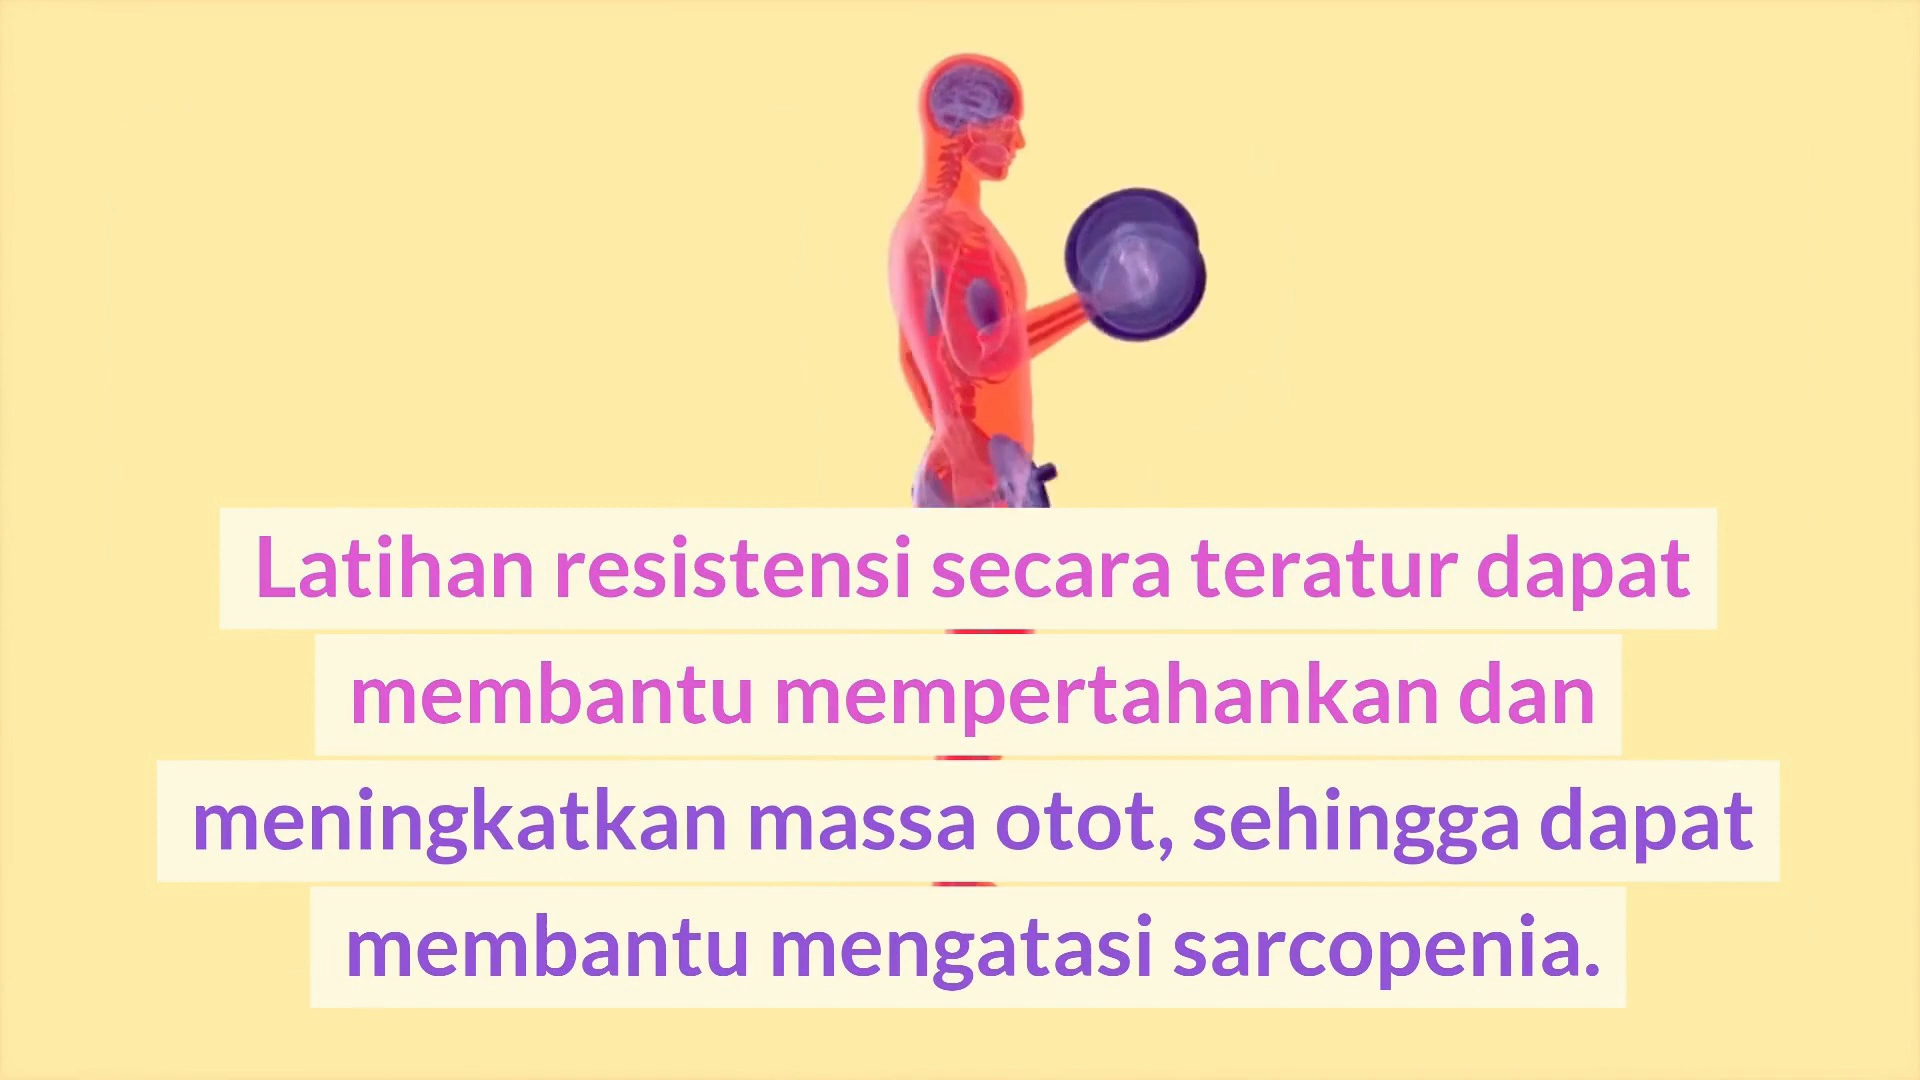 Latihan resistensi secara teratur dapat
membantu mempertahankan dan
meningkatkan massa otot, sehingga dapat
membantu mengatasi sarcopenia.